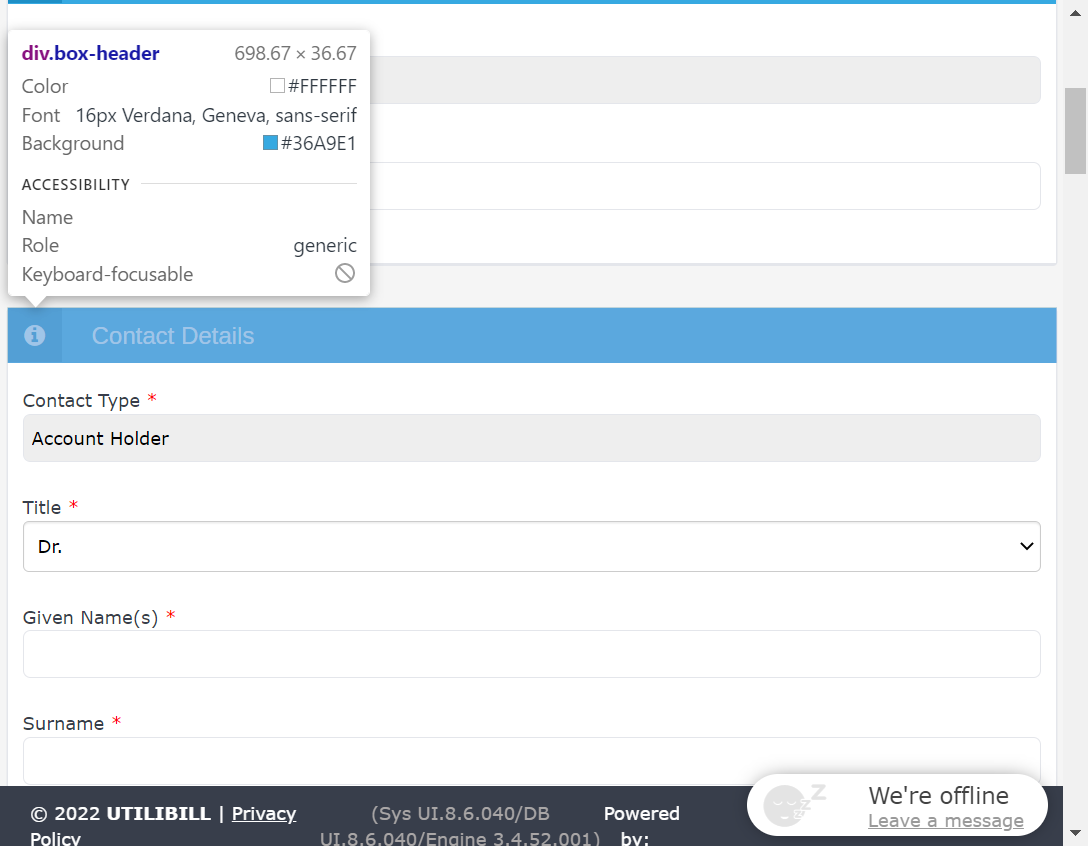 div.box-header 698.67 × 36.67
Color #FFFFFF
Font 16px Verdana, Geneva, sans-serif
Background #36A9E1
ACCESSIBILITY
Name
Role generic
Keyboard-focusable
Contact Details
Contact Type *
Account Holder
Title *
Dr.
Given Name(s) *
Surname *
© 2022 UTILIBILL | Privacy Policy
(Sys UI.8.6.040/DB UI.8.6.040/Engine 3.4.52.001)
Powered by:
We're offline
Leave a message